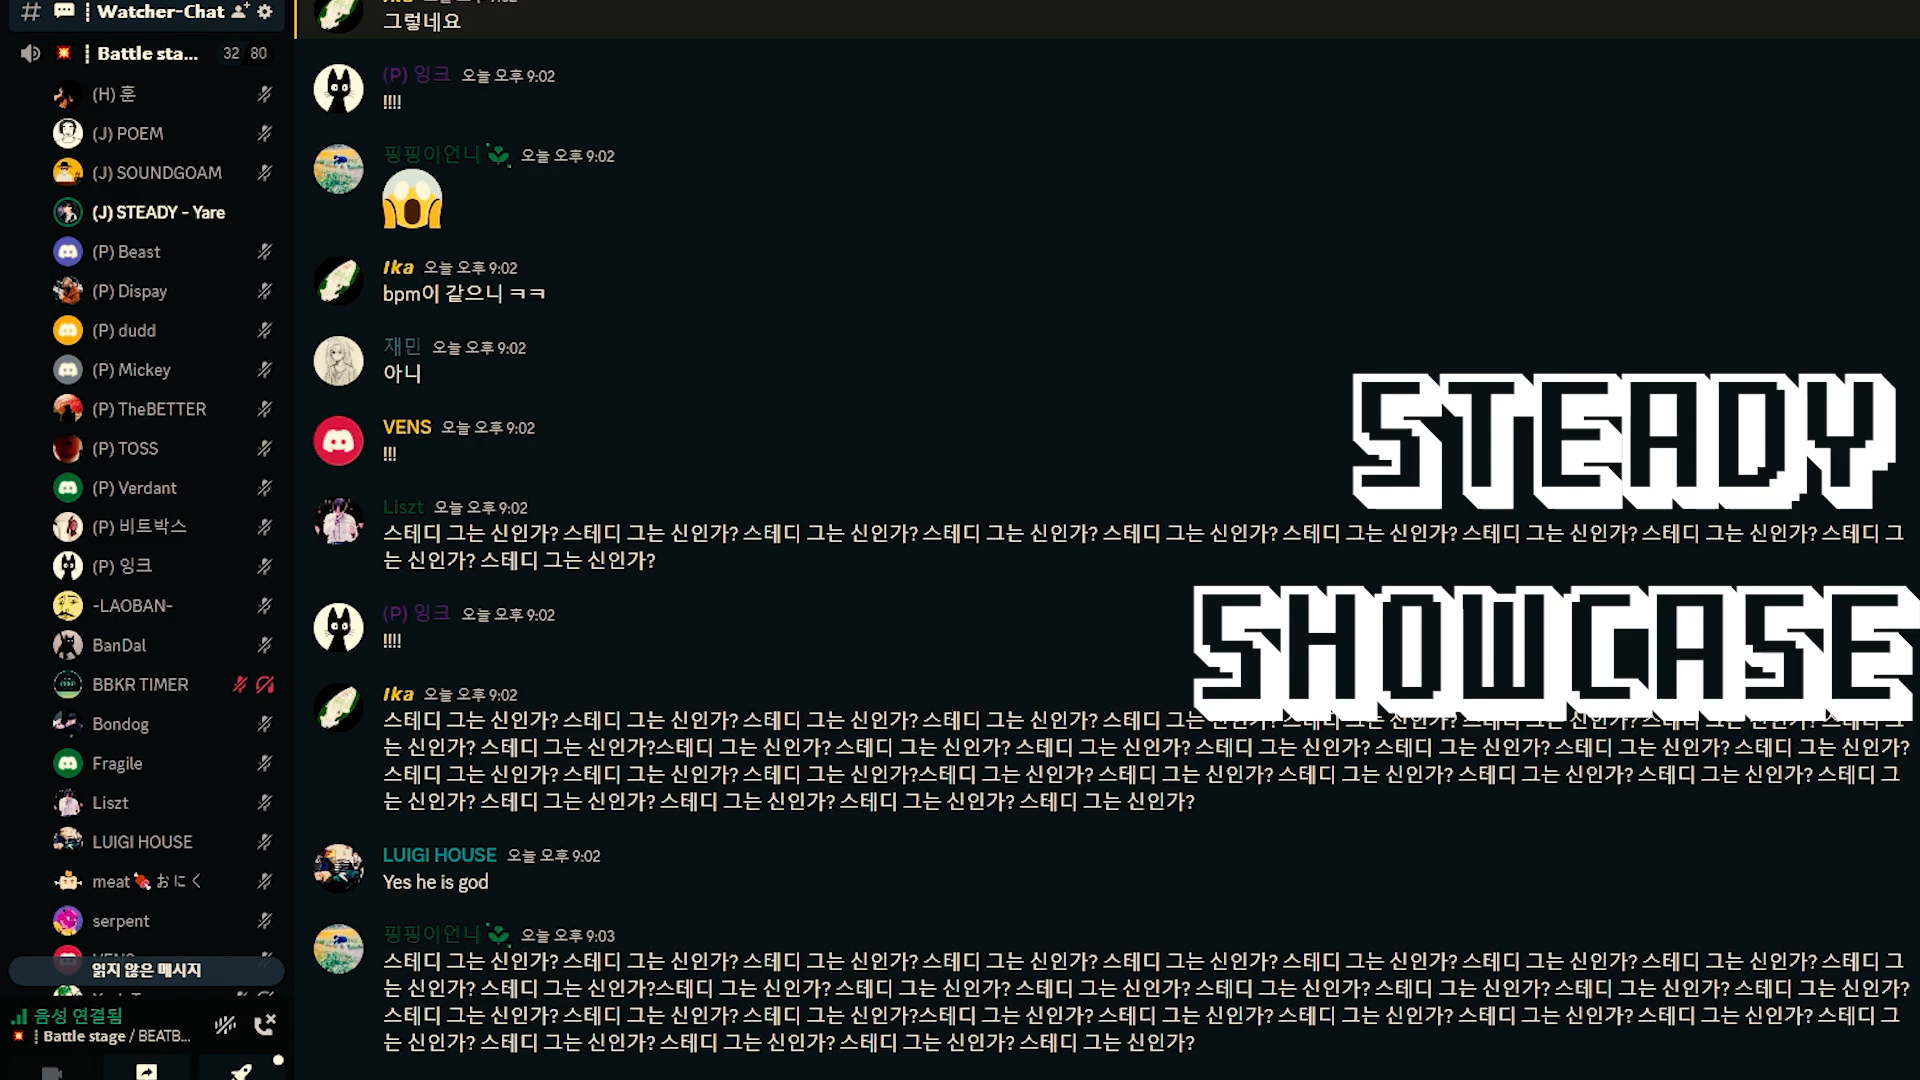 Watcher-Chat
Battle sta... 32 80
(H) 훈
(J) POEM
(J) SOUNDGOAM
(J) STEADY - Yare
(P) Beast
(P) Dispay
(P) dudd
(P) Mickey
(P) TheBETTER
(P) TOSS
(P) Verdant
(P) 비트박스
(P) 잉크
-LAOBAN-
BanDal
BBKR TIMER
Bondog
Fragile
Liszt
LUIGI HOUSE
meat おにく
serpent
읽지 않은 메시지
음성 연결됨
Battle stage / BEATB...
그렇네요
(P) 잉크 오늘 오후 9:02
!!!!
핑핑이언니 오늘 오후 9:02
Ika 오늘 오후 9:02
bpm이 같으니 ㅋㅋ
재민 오늘 오후 9:02
아니
VENS 오늘 오후 9:02
!!!
Liszt 오늘 오후 9:02
스테디 그는 신인가? 스테디 그는 신인가? 스테디 그는 신인가? 스테디 그는 신인가? 스테디 그는 신인가? 스테디 그는 신인가? 스테디 그는 신인가? 스테디 그는 신인가? 스테디 그
는 신인가? 스테디 그는 신인가?
(P) 잉크 오늘 오후 9:02
!!!!
Ika 오늘 오후 9:02
스테디 그는 신인가? 스테디 그는 신인가? 스테디 그는 신인가? 스테디 그는 신인가? 스테디 그는 신인가? 스테디 그는 신인가? 스테디 그는 신인가? 스테디 그는 신인가? 스테디 그
는 신인가? 스테디 그는 신인가?스테디 그는 신인가? 스테디 그는 신인가? 스테디 그는 신인가? 스테디 그는 신인가? 스테디 그는 신인가? 스테디 그는 신인가? 스테디 그는 신인가?
스테디 그는 신인가? 스테디 그는 신인가? 스테디 그는 신인가?스테디 그는 신인가? 스테디 그는 신인가? 스테디 그는 신인가? 스테디 그는 신인가? 스테디 그는 신인가? 스테디 그
는 신인가? 스테디 그는 신인가? 스테디 그는 신인가? 스테디 그는 신인가? 스테디 그는 신인가?
LUIGI HOUSE 오늘 오후 9:02
Yes he is god
핑핑이언니 오늘 오후 9:03
스테디 그는 신인가? 스테디 그는 신인가? 스테디 그는 신인가? 스테디 그는 신인가? 스테디 그는 신인가? 스테디 그는 신인가? 스테디 그는 신인가? 스테디 그는 신인가? 스테디 그
는 신인가? 스테디 그는 신인가?스테디 그는 신인가? 스테디 그는 신인가? 스테디 그는 신인가? 스테디 그는 신인가? 스테디 그는 신인가? 스테디 그는 신인가? 스테디 그는 신인가?
스테디 그는 신인가? 스테디 그는 신인가? 스테디 그는 신인가?스테디 그는 신인가? 스테디 그는 신인가? 스테디 그는 신인가? 스테디 그는 신인가? 스테디 그는 신인가? 스테디 그
는 신인가? 스테디 그는 신인가? 스테디 그는 신인가? 스테디 그는 신인가? 스테디 그는 신인가?
STEADY
SHOWCASE